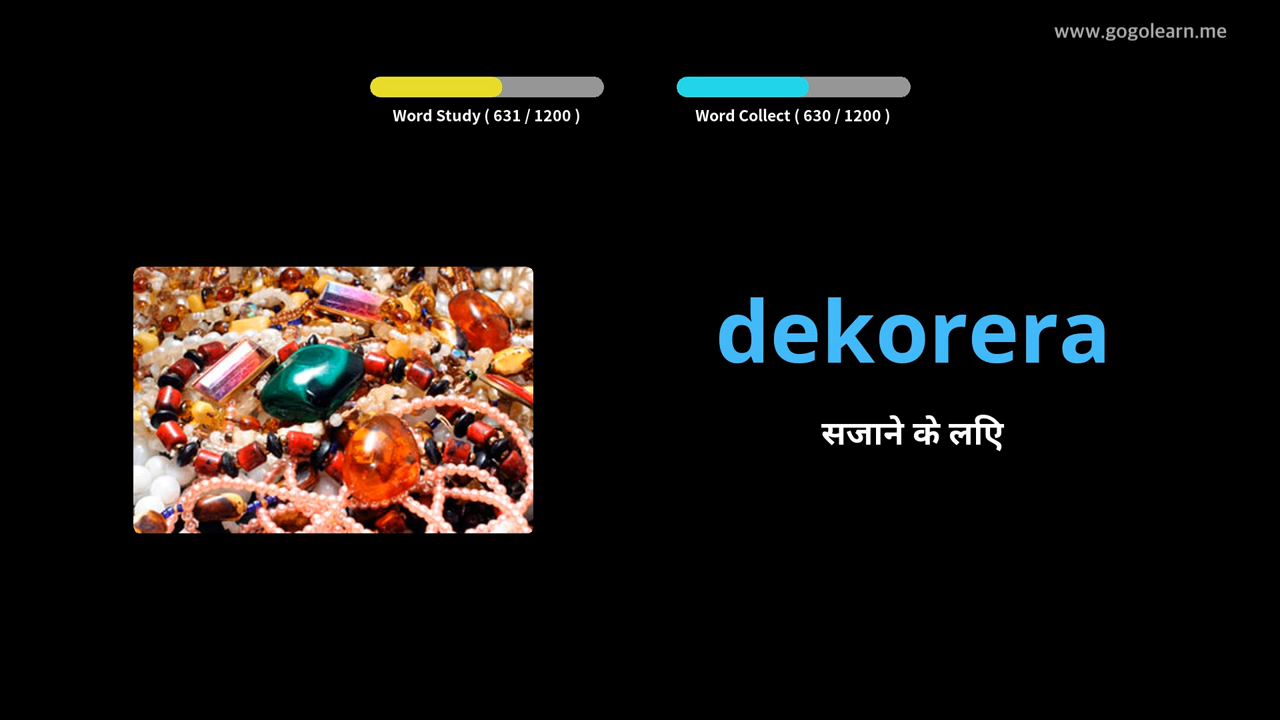 www.gogolearn.me
Word Study ( 631 / 1200 )
Word Collect ( 630 / 1200 )
dekorera
सजाने के लिए